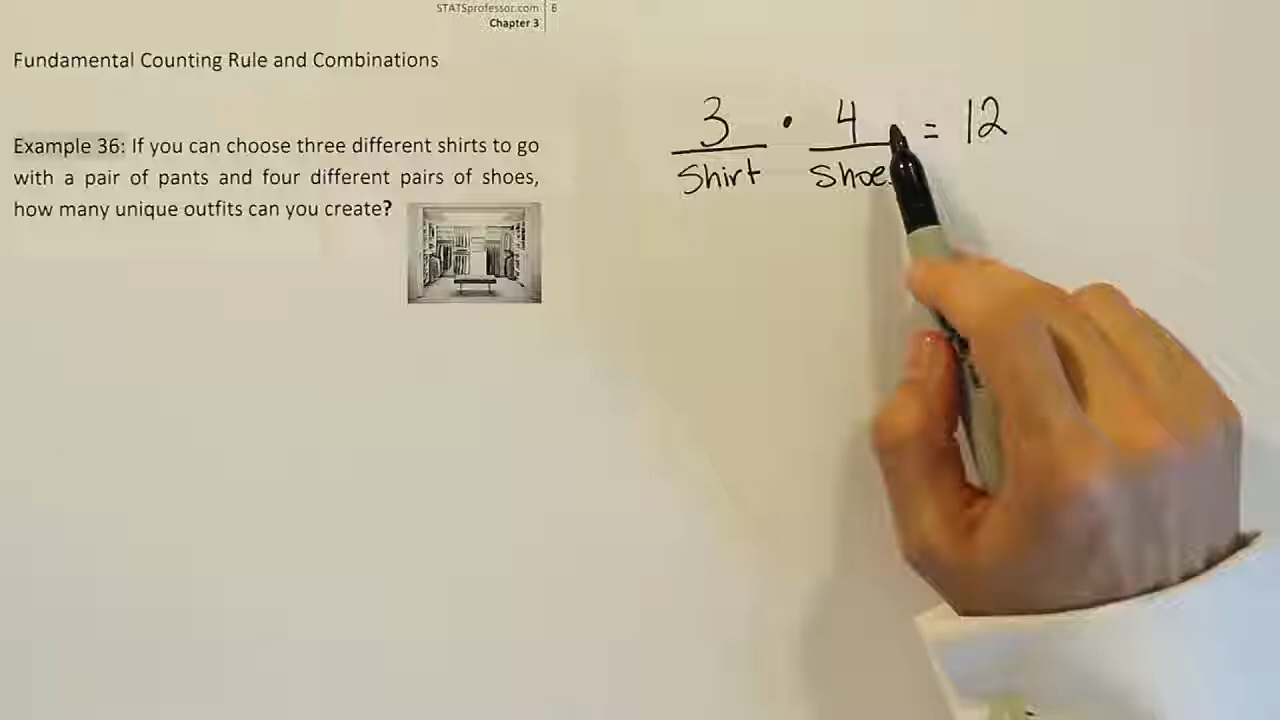 STATSprofessor.com 6
Chapter 3
Fundamental Counting Rule and Combinations
Example 36: If you can choose three different shirts to go
with a pair of pants and four different pairs of shoes,
how many unique outfits can you create?
3 · 4 = 12
Shirt